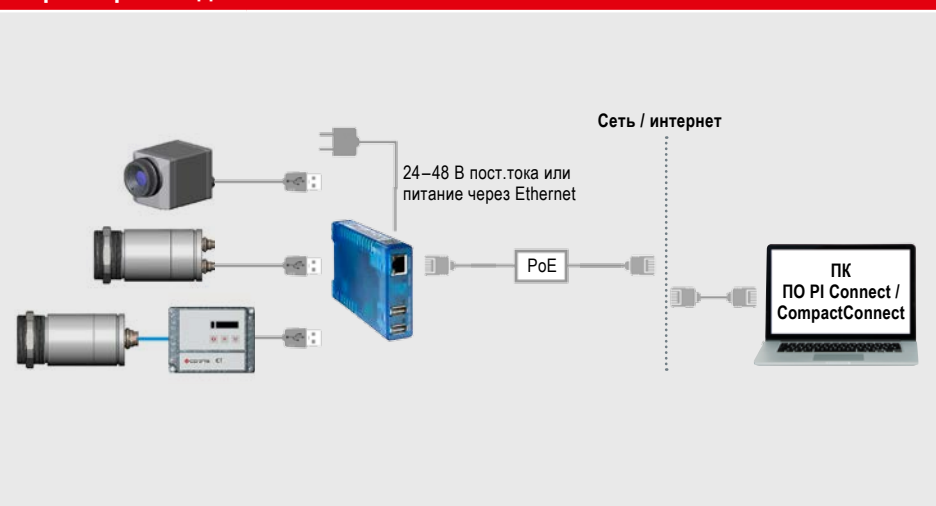 Сеть / интернет
24–48 В пост.тока или
питание через Ethernet
PoE
ПК
ПО PI Connect /
CompactConnect